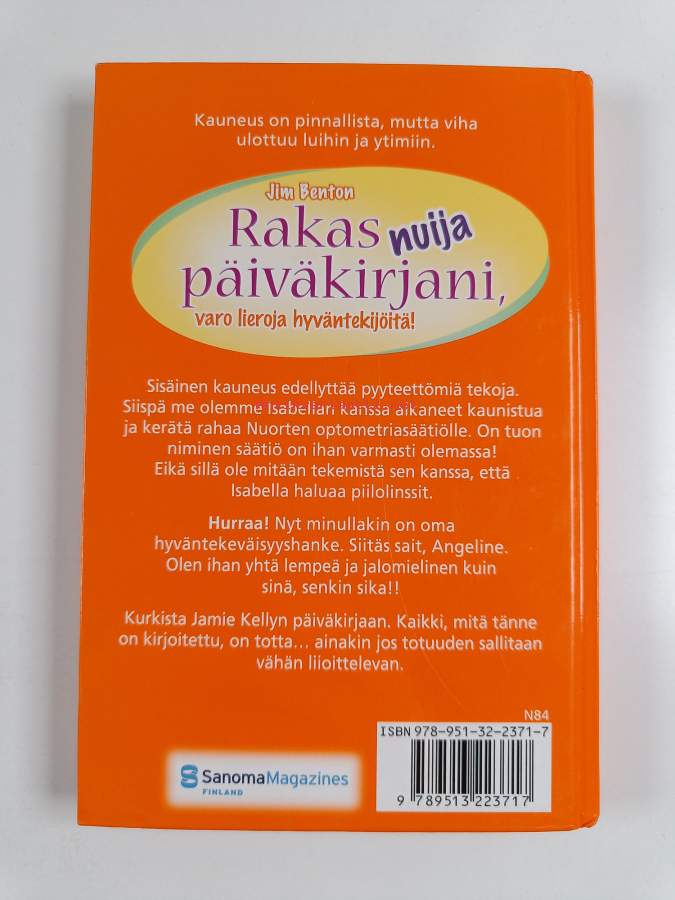 Kauneus on pinnallista, mutta viha
ulottuu luihin ja ytimiin.
Jim Benton
Rakas nuija
päiväkirjani,
varo lieroja hyväntekijöitä!
Sisäinen kauneus edellyttää pyyteettömiä tekoja.
Siispä me olemme Isabellan kanssa aikaneet kaunistua
ja kerätä rahaa Nuorten optometriasäätiölle. On tuon
niminen säätiö on ihan varmasti olemassa!
Eikä sillä ole mitään tekemistä sen kanssa, että
Isabella haluaa piilolinssit.
Hurraa! Nyt minullakin on oma
hyväntekeväisyyshanke. Siitäs sait, Angeline.
Olen ihan yhtä lempeä ja jalomielinen kuin
sinä, senkin sika!!
Kurkista Jamie Kellyn päiväkirjaan. Kaikki, mitä tänne
on kirjoitettu, on totta... ainakin jos totuuden sallitaan
vähän liioittelevan.
N84
ISBN 978-951-32-2371-7
9 789513 223717
SanomaMagazines
FINLAND